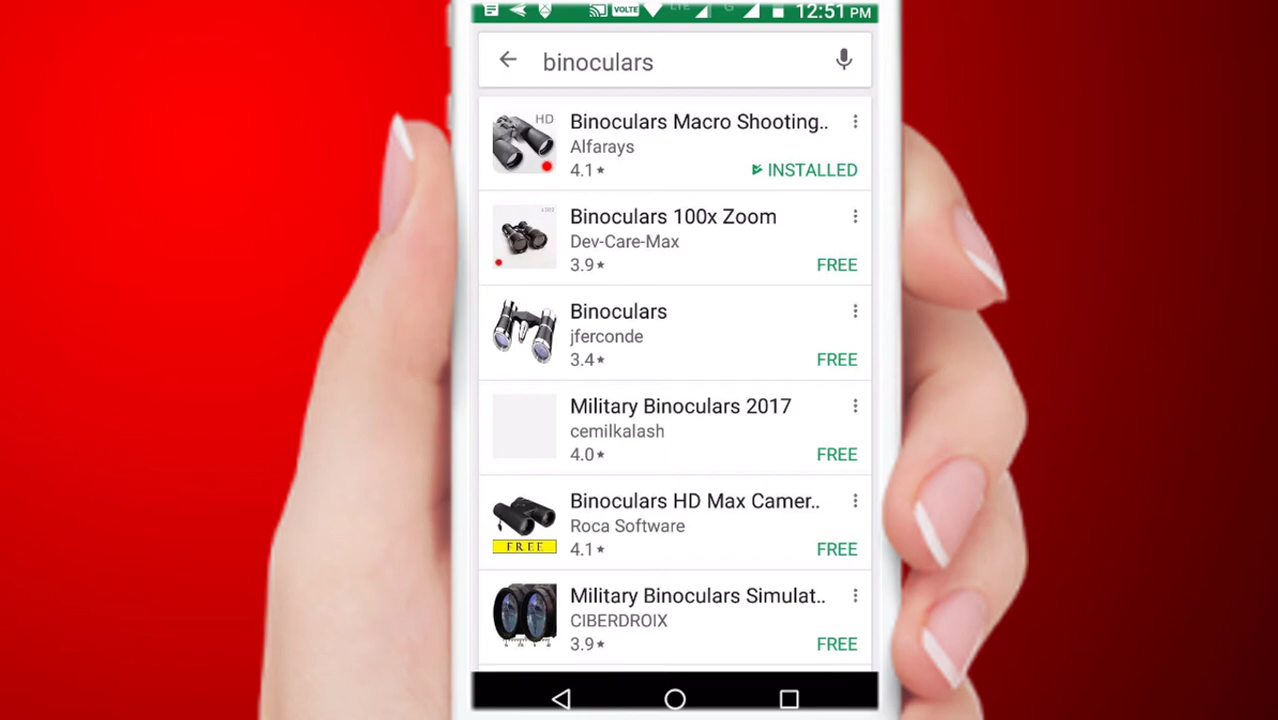 VOLTE LTE G 12:51 PM
binoculars
HD
Binoculars Macro Shooting..
Alfarays
4.1★
INSTALLED
Binoculars 100x Zoom
Dev-Care-Max
3.9★
FREE
Binoculars
jferconde
3.4★
FREE
Military Binoculars 2017
cemilkalash
4.0★
FREE
Binoculars HD Max Camer..
Roca Software
FREE
4.1★
FREE
Military Binoculars Simulat..
CIBERDROIX
3.9★
FREE